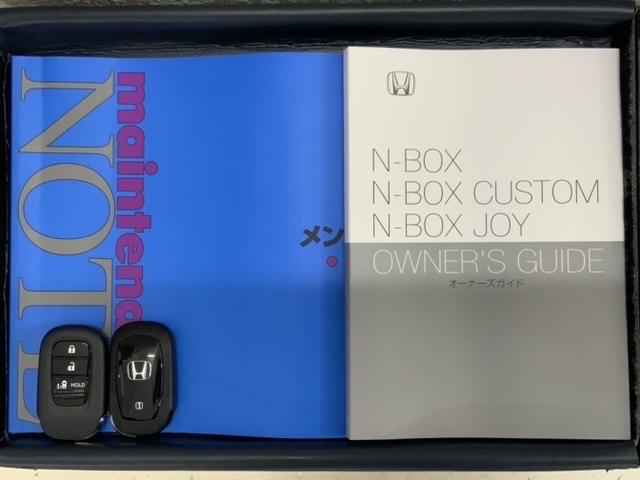 maintena
NOTE
メン
N-BOX
N-BOX CUSTOM
N-BOX JOY
OWNER'S GUIDE
オーナーズガイド
HOLD